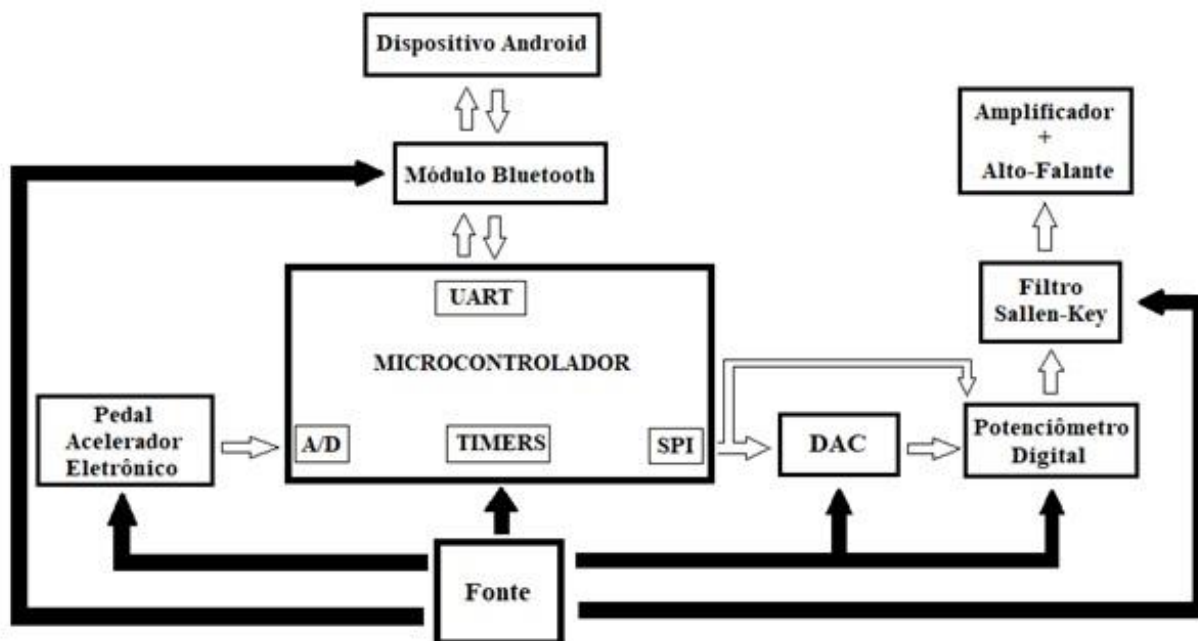 Dispositivo Android
Módulo Bluetooth
Amplificador
+
Alto-Falante
UART
MICROCONTROLADOR
Filtro
Sallen-Key
Pedal
Acelerador
Eletrônico
A/D
TIMERS
SPI
DAC
Potenciômetro
Digital
Fonte